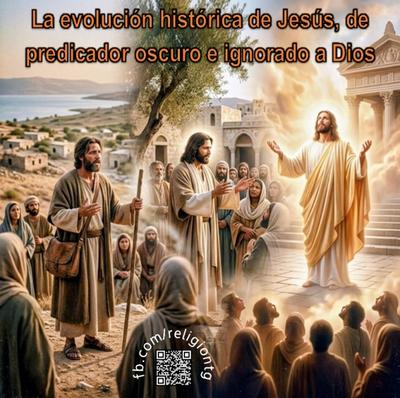 La evolución histórica de Jesús, de
predicador oscuro e ignorado a Dios
fb.com/religiontg